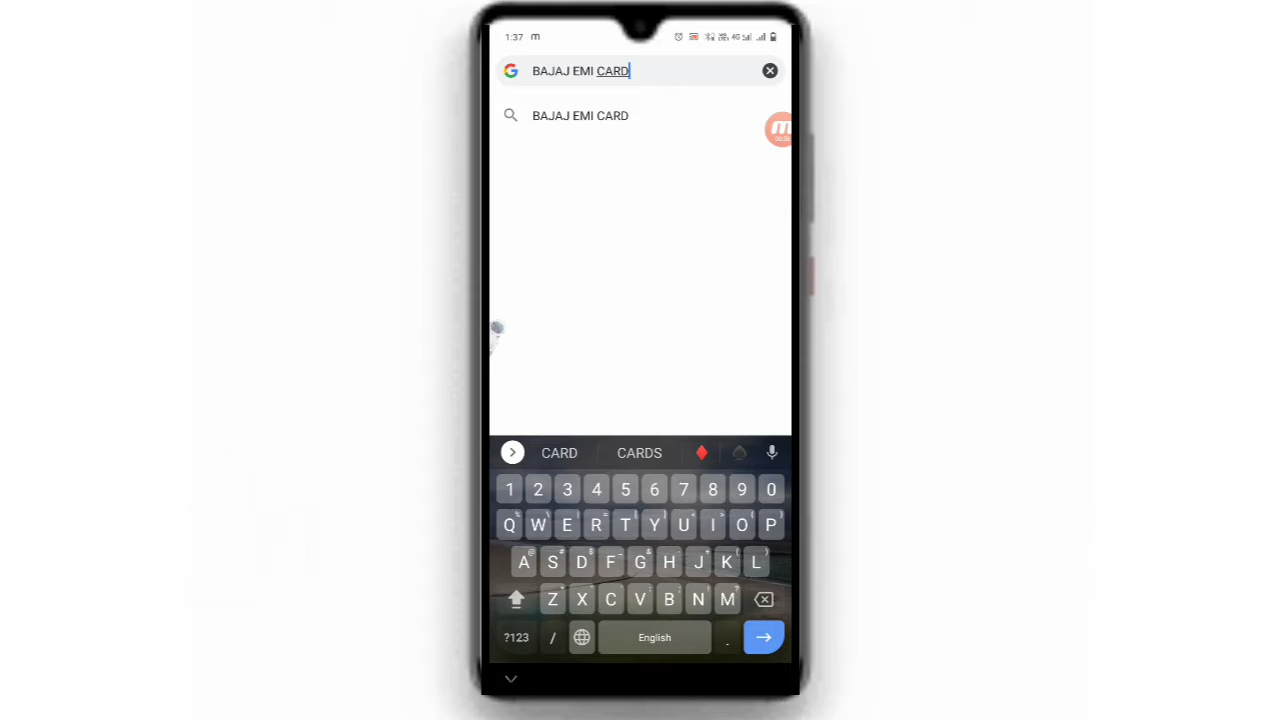 1:37 m
BAJAJ EMI CARD
BAJAJ EMI CARD
CARD CARDS
1 2 3 4 5 6 7 8 9 0
Q W E R T Y U I O P
A S D F G H J K L
Z X C V B N M
?123 / English .